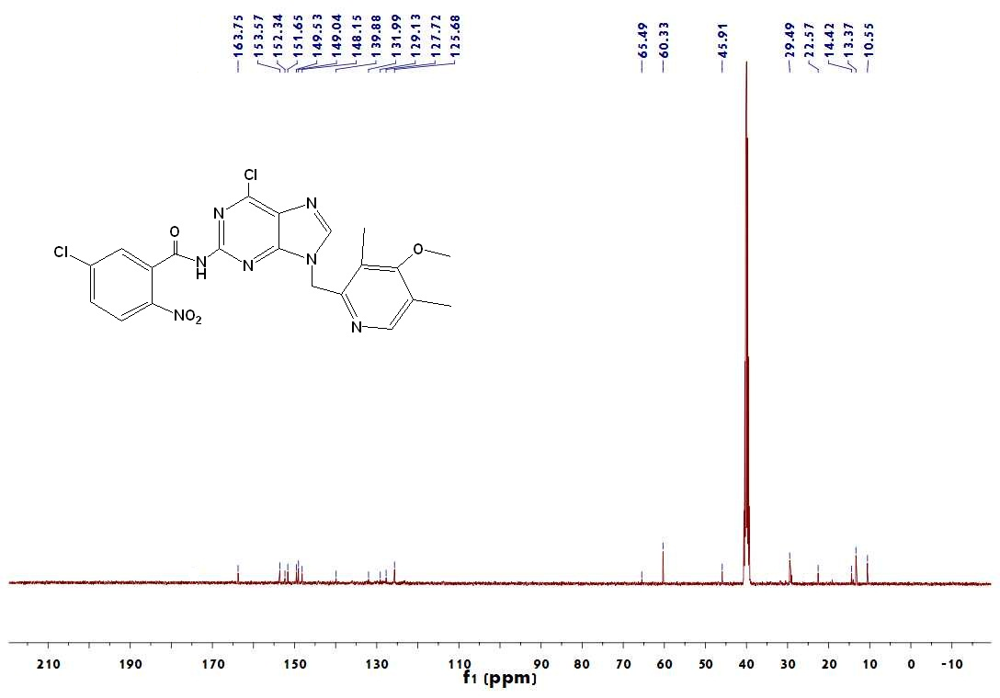 163.75
153.57
152.34
151.65
149.53
149.04
148.15
139.88
131.99
129.13
127.72
125.68
65.49
60.33
45.91
29.49
22.57
14.42
13.37
10.55
Cl
N
N
N
N
N
H
O
Cl
NO2
O
N
210 190 170 150 130 110 90 80 70 60 50 40 30 20 10 0 -10
f1 (ppm)